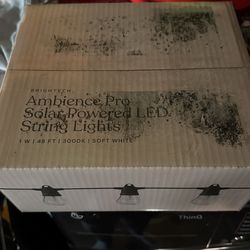 BRIGHTECH
Ambience Pro
Solar Powered LED
String Lights
1 W | 48 FT | 3000K | SOFT WHITE
ThinQ